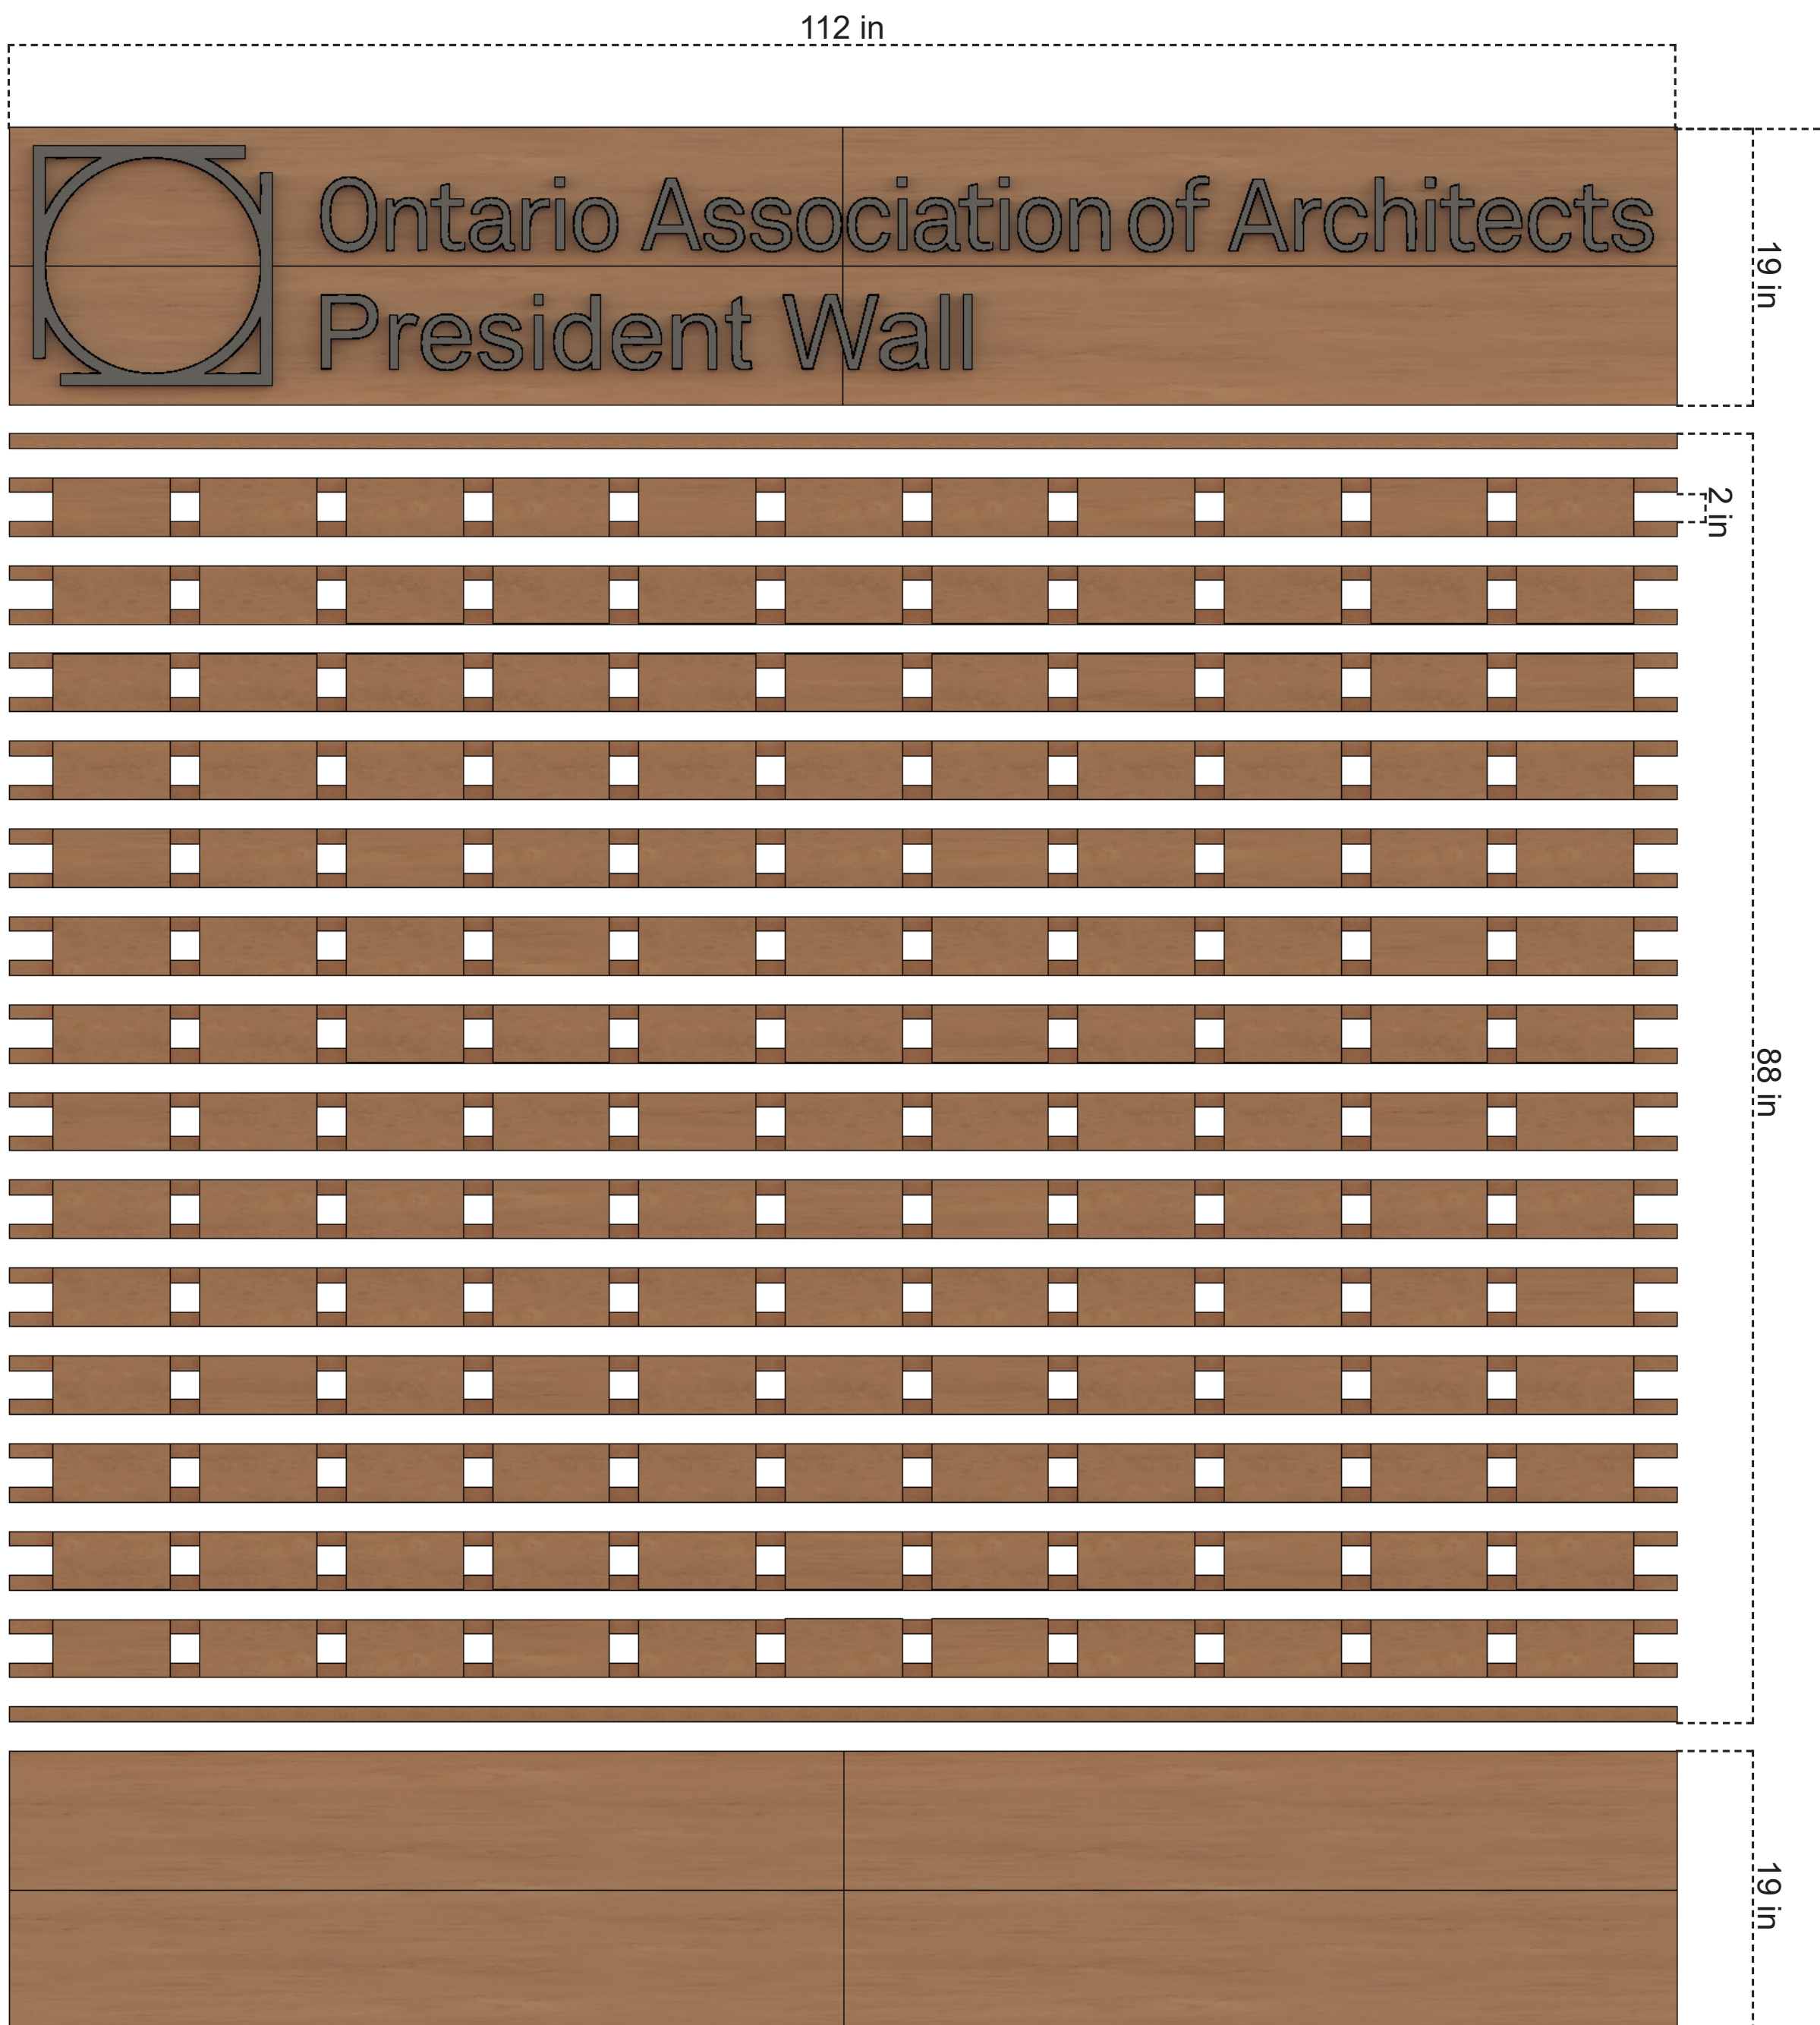 112 in
Ontario Association of Architects
President Wall
19 in
2 in
88 in
19 in